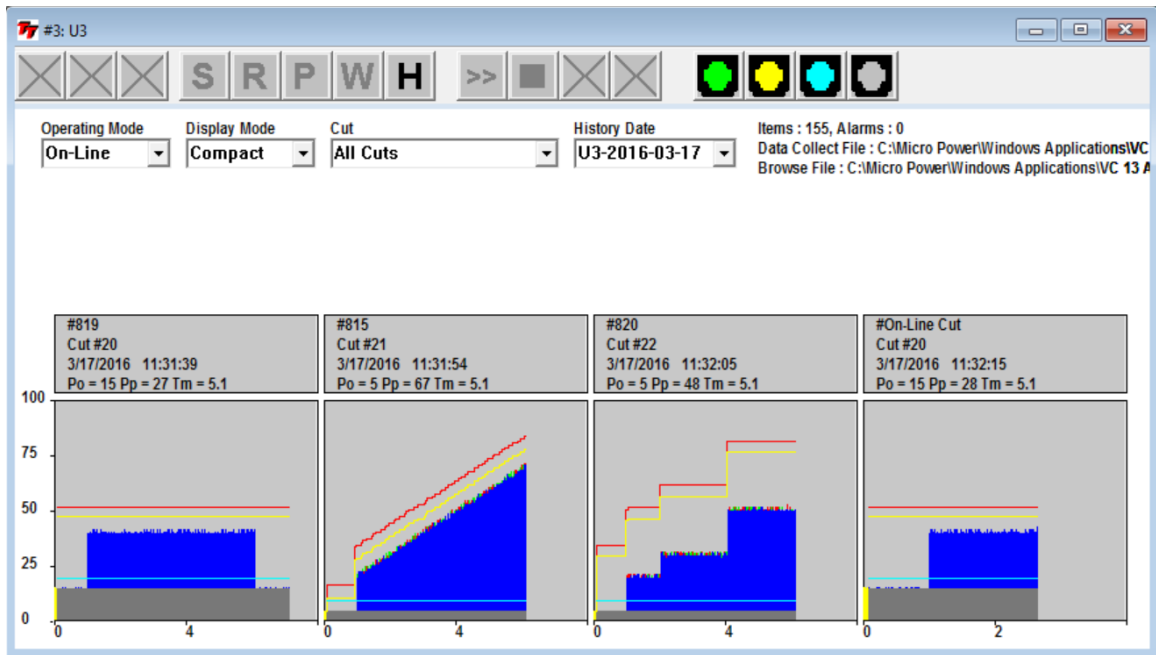 #3: U3
S R P W H >>
Operating Mode Display Mode Cut History Date
On-Line Compact All Cuts U3-2016-03-17
Items : 155, Alarms : 0
Data Collect File : C:\Micro Power\Windows Applications\VC
Browse File : C:\Micro Power\Windows Applications\VC 13 A
#819
Cut #20
3/17/2016 11:31:39
Po = 15 Pp = 27 Tm = 5.1
#815
Cut #21
3/17/2016 11:31:54
Po = 5 Pp = 67 Tm = 5.1
#820
Cut #22
3/17/2016 11:32:05
Po = 5 Pp = 48 Tm = 5.1
#On-Line Cut
Cut #20
3/17/2016 11:32:15
Po = 15 Pp = 28 Tm = 5.1
100
75
50
25
0
0 4 0 4 0 4 0 2